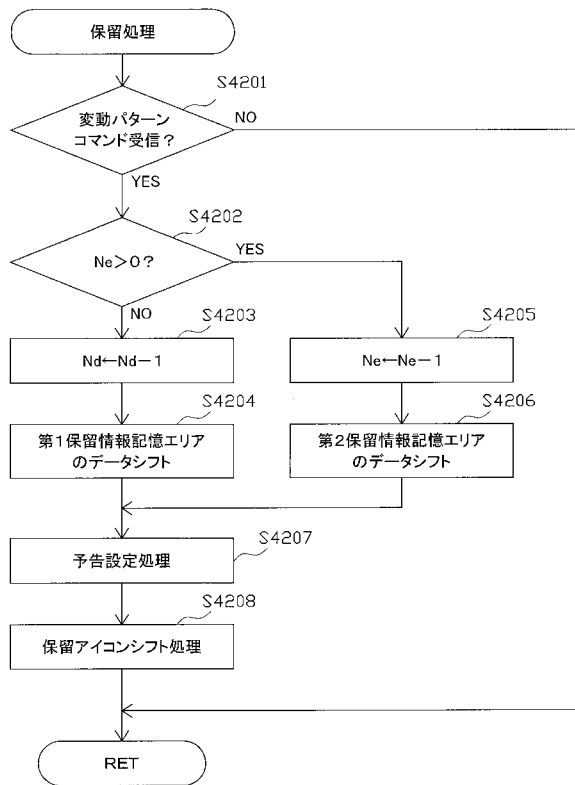 保留処理
S4201
変動パターン
コマンド受信？
NO
YES
S4202
Ne＞0？
YES
NO
S4203
Nd←Nd－1
S4205
Ne←Ne－1
S4204
第1保留情報記憶エリア
のデータシフト
S4206
第2保留情報記憶エリア
のデータシフト
S4207
予告設定処理
S4208
保留アイコンシフト処理
RET